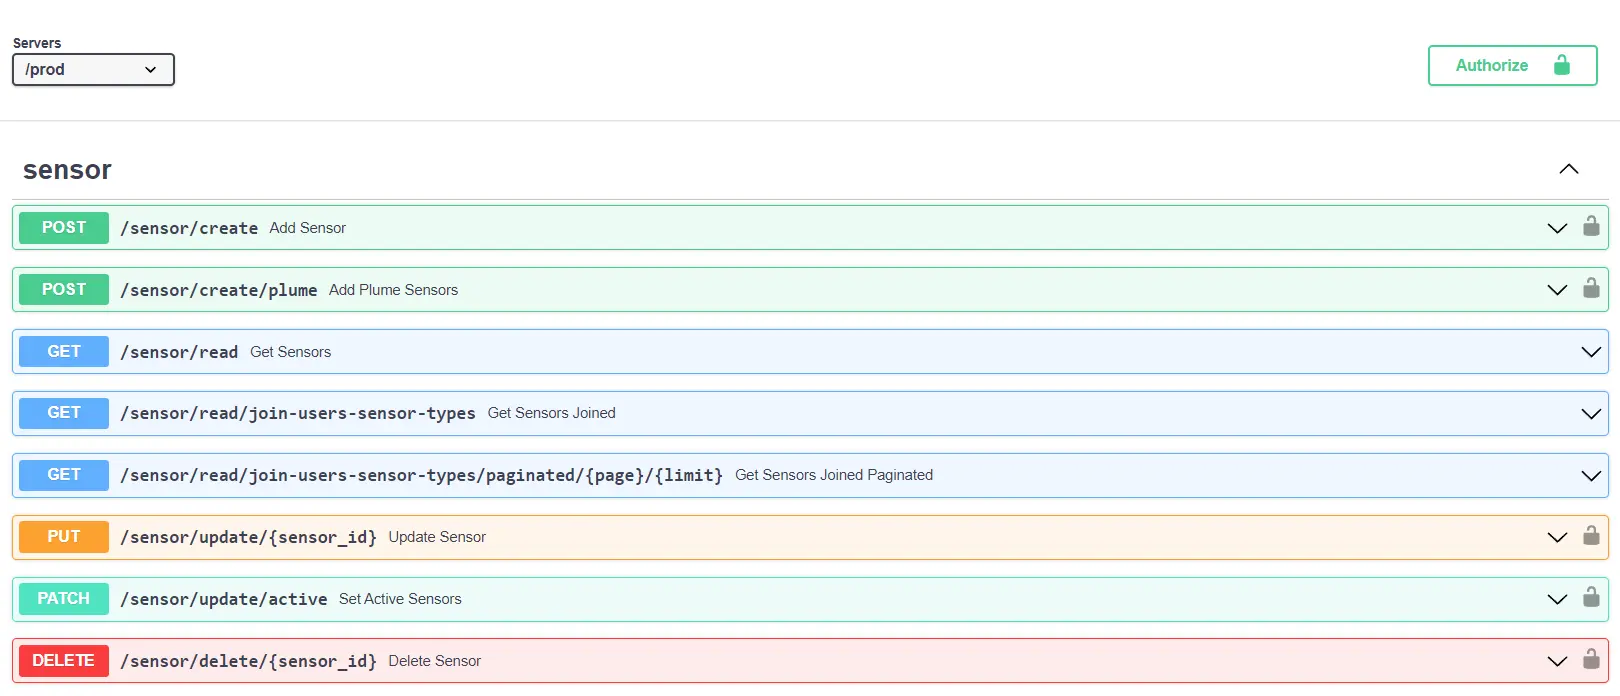 Servers
/prod
Authorize
sensor
POST /sensor/create Add Sensor
POST /sensor/create/plume Add Plume Sensors
GET /sensor/read Get Sensors
GET /sensor/read/join-users-sensor-types Get Sensors Joined
GET /sensor/read/join-users-sensor-types/paginated/{page}/{limit} Get Sensors Joined Paginated
PUT /sensor/update/{sensor_id} Update Sensor
PATCH /sensor/update/active Set Active Sensors
DELETE /sensor/delete/{sensor_id} Delete Sensor